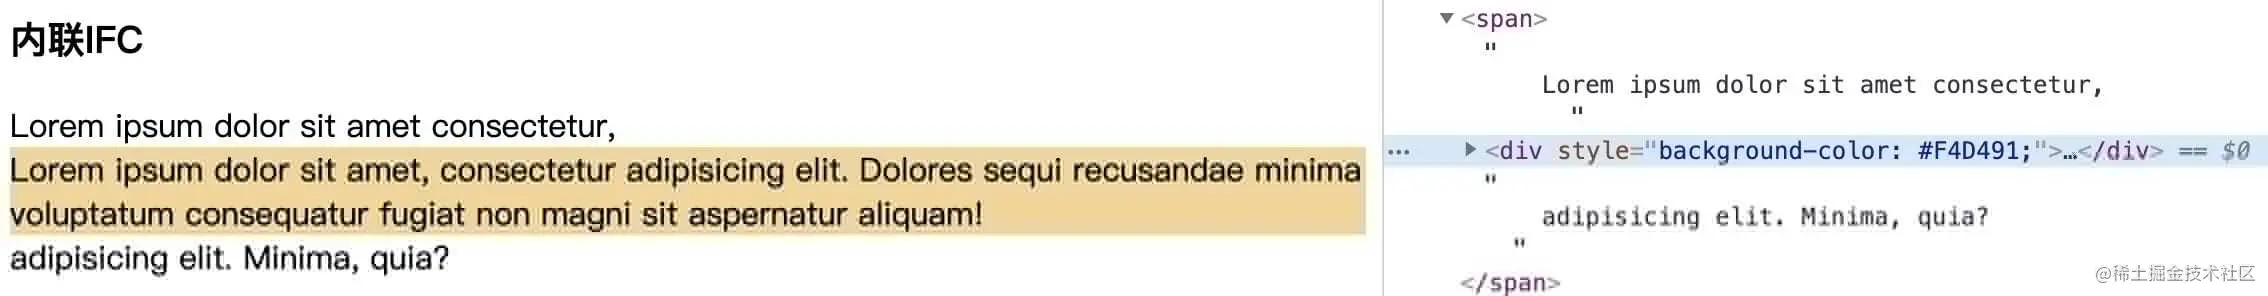 内联IFC
Lorem ipsum dolor sit amet consectetur,
Lorem ipsum dolor sit amet, consectetur adipisicing elit. Dolores sequi recusandae minima
voluptatum consequatur fugiat non magni sit aspernatur aliquam!
adipisicing elit. Minima, quia?
<span>
"
Lorem ipsum dolor sit amet consectetur,
"
<div style="background-color: #F4D491;">…</div> == $0
"
adipisicing elit. Minima, quia?
"
</span>
@稀土掘金技术社区